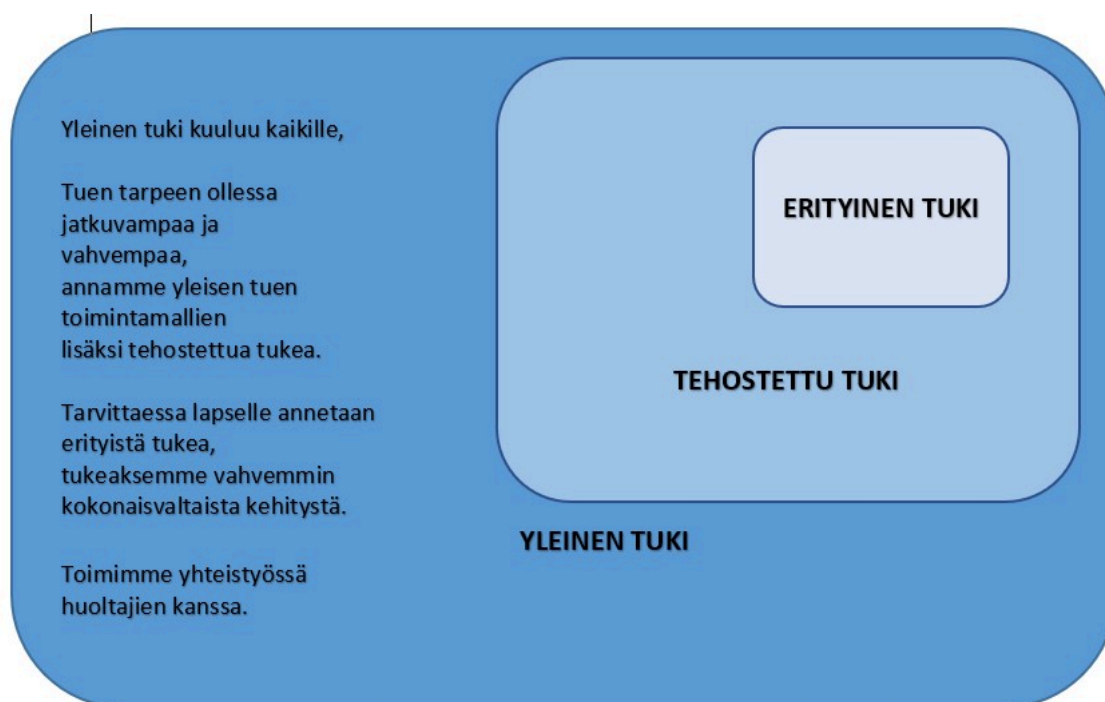 Yleinen tuki kuuluu kaikille,
Tuen tarpeen ollessa
jatkuvampaa ja
vahvempaa,
annamme yleisen tuen
toimintamallien
lisäksi tehostettua tukea.
Tarvittaessa lapselle annetaan
erityistä tukea,
tukeaksemme vahvemmin
kokonaisvaltaista kehitystä.
Toimimme yhteistyössä
huoltajien kanssa.
ERITYINEN TUKI
TEHOSTETTU TUKI
YLEINEN TUKI